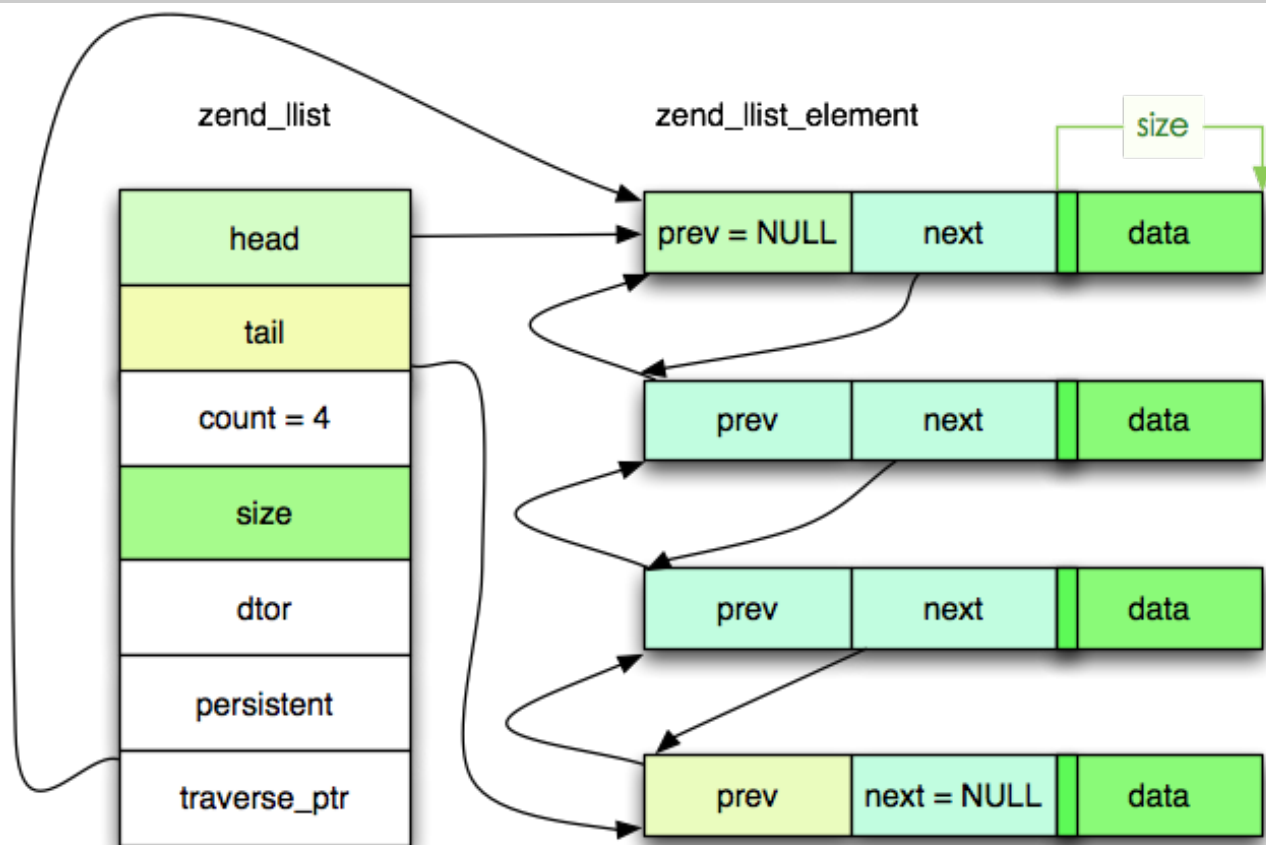 zend_llist
zend_llist_element
size
head
tail
count = 4
size
dtor
persistent
traverse_ptr
prev = NULL
next
data
prev
next
data
prev
next
data
prev
next = NULL
data